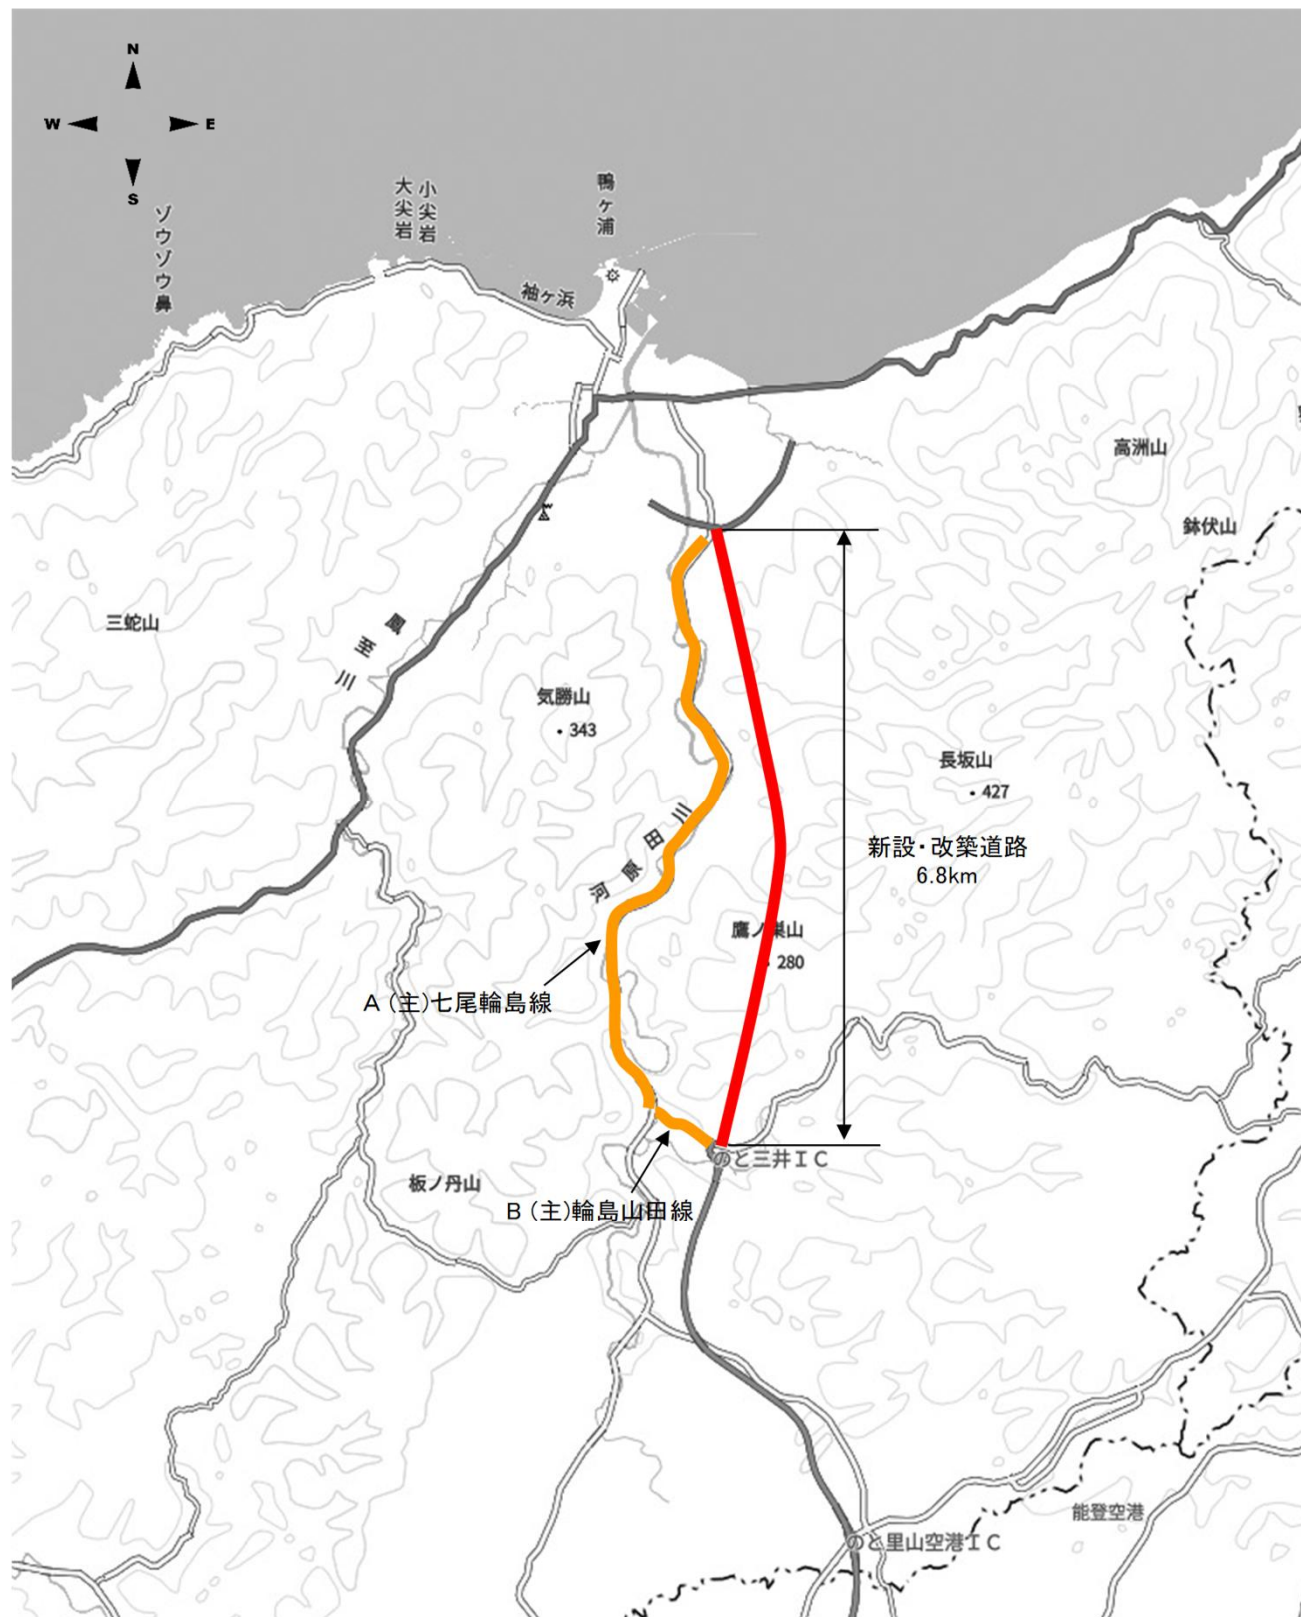 N
W
E
S
ゾウゾウ鼻
大尖岩
小尖岩
鴨ヶ浦
袖ヶ浜
高洲山
鉢伏山
三蛇山
鳳至川
気勝山
・343
長坂山
・427
河原田川
新設・改築道路
6.8km
鷹ノ巣山
・280
A (主)七尾輪島線
のと三井IC
板ノ丹山
B (主)輪島山田線
能登空港
のと里山空港IC